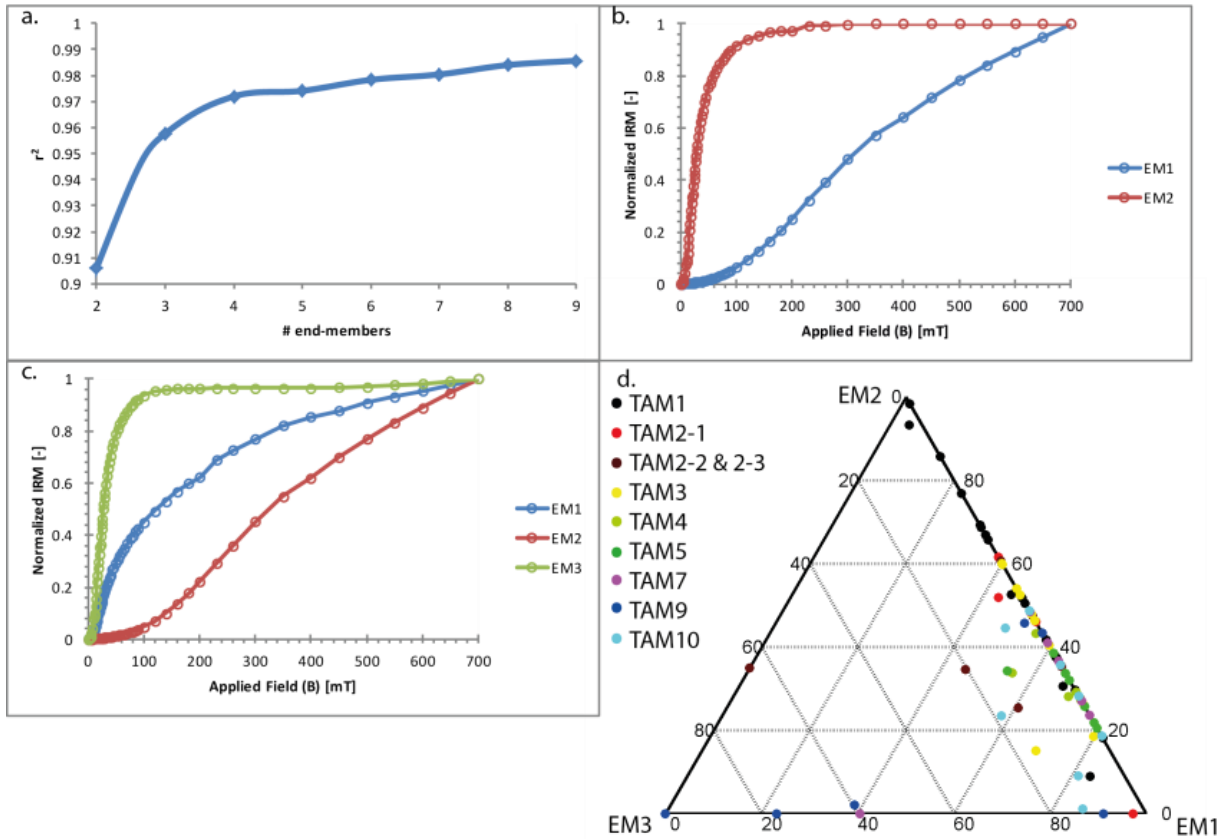 a.
1
0.99
0.98
0.97
0.96
0.95
0.94
0.93
0.92
0.91
0.9
r²
2 3 4 5 6 7 8 9
# end-members
b.
1
0.8
0.6
0.4
0.2
0
Normalized IRM [-]
0 100 200 300 400 500 600 700
Applied Field (B) [mT]
EM1
EM2
c.
1
0.8
0.6
0.4
0.2
0
Normalized IRM [-]
0 100 200 300 400 500 600 700
Applied Field (B) [mT]
EM1
EM2
EM3
d.
TAM1
TAM2-1
TAM2-2 & 2-3
TAM3
TAM4
TAM5
TAM7
TAM9
TAM10
EM2
0
20 80
40 60
60 40
80 20
0
EM3 0 20 40 60 80 EM1